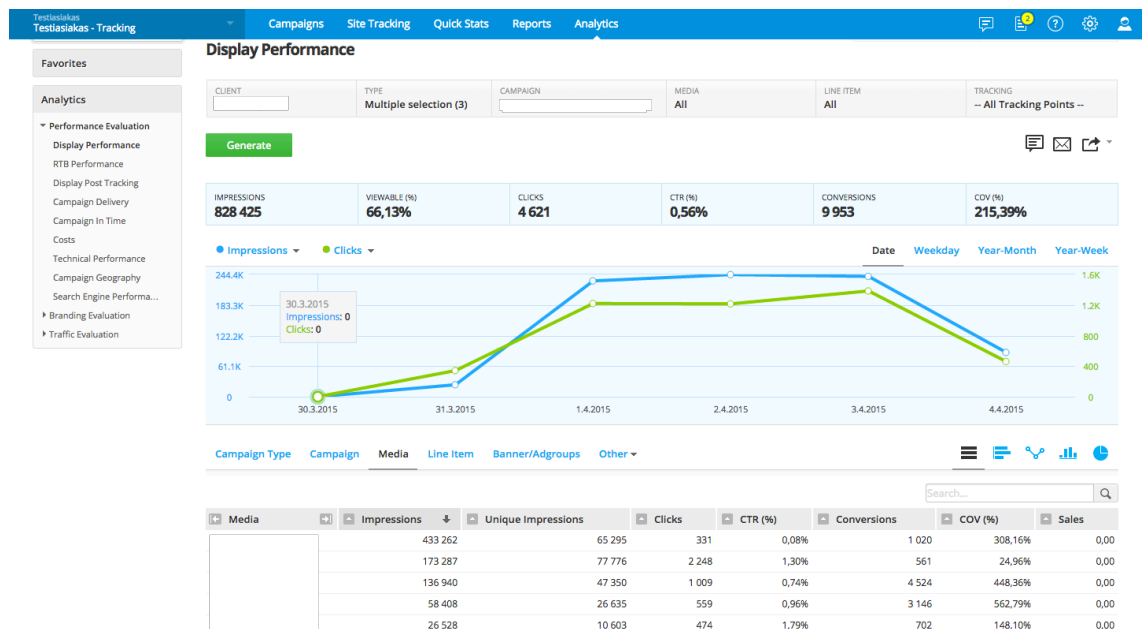 Testiasiakas
Testiasiakas - Tracking
Campaigns Site Tracking Quick Stats Reports Analytics
2
Display Performance
Favorites
Analytics
Performance Evaluation
Display Performance
RTB Performance
Display Post Tracking
Campaign Delivery
Campaign In Time
Costs
Technical Performance
Campaign Geography
Search Engine Performa...
Branding Evaluation
Traffic Evaluation
CLIENT TYPE CAMPAIGN MEDIA LINE ITEM TRACKING
Multiple selection (3) All All -- All Tracking Points --
Generate
IMPRESSIONS VIEWABLE (%) CLICKS CTR (%) CONVERSIONS COV (%)
828 425 66,13% 4 621 0,56% 9 953 215,39%
Impressions Clicks Date Weekday Year-Month Year-Week
244.4K 1.6K
183.3K 1.2K
122.2K 800
61.1K 400
0 0
30.3.2015
Impressions: 0
Clicks: 0
30.3.2015 31.3.2015 1.4.2015 2.4.2015 3.4.2015 4.4.2015
Campaign Type Campaign Media Line Item Banner/Adgroups Other
Search...
Media Impressions Unique Impressions Clicks CTR (%) Conversions COV (%) Sales
433 262 65 295 331 0,08% 1 020 308,16% 0,00
173 287 77 776 2 248 1,30% 561 24,96% 0,00
136 940 47 350 1 009 0,74% 4 524 448,36% 0,00
58 408 26 635 559 0,96% 3 146 562,79% 0,00
26 528 10 603 474 1,79% 702 148,10% 0,00